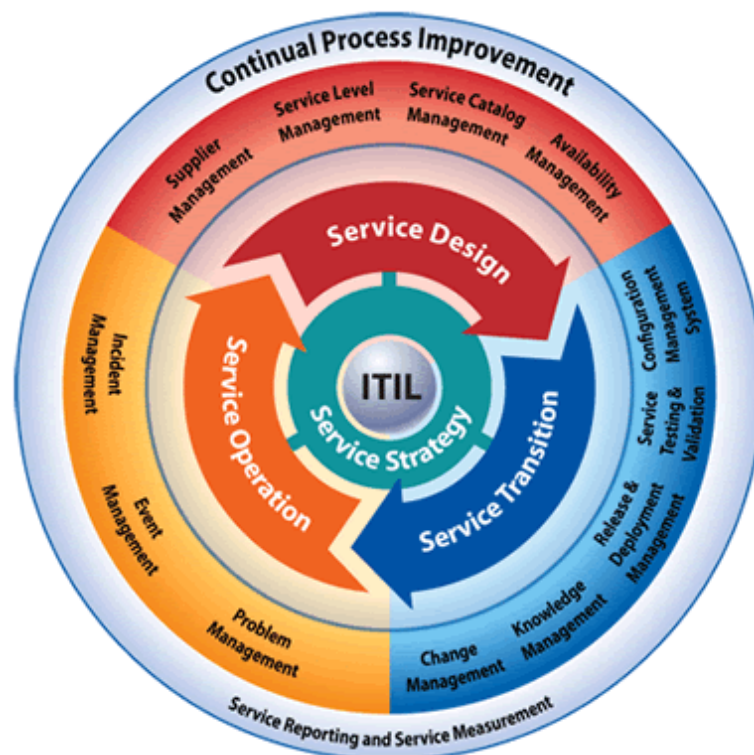 Continual Process Improvement
Supplier
Management
Service Level
Management
Service Catalog
Management
Availability
Management
Configuration
Management
System
Service
Testing &
Validation
Release &
Deployment
Management
Knowledge
Management
Change
Management
Problem
Management
Event
Management
Incident
Management
Service Design
Service Transition
Service Operation
Service Strategy
ITIL
Service Reporting and Service Measurement